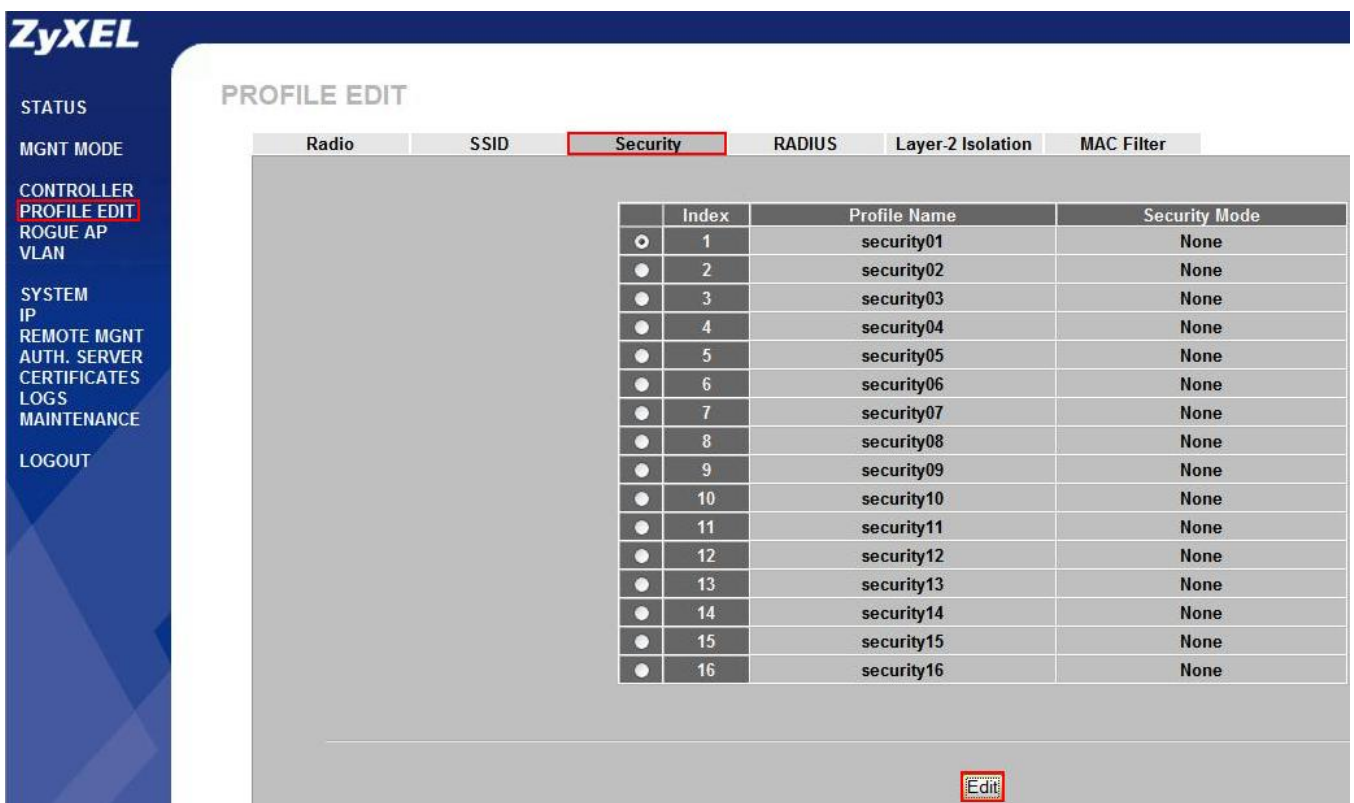 ZyXEL
STATUS
MGNT MODE
CONTROLLER
PROFILE EDIT
ROGUE AP
VLAN
SYSTEM
IP
REMOTE MGNT
AUTH. SERVER
CERTIFICATES
LOGS
MAINTENANCE
LOGOUT
PROFILE EDIT
Radio SSID Security RADIUS Layer-2 Isolation MAC Filter
Index Profile Name Security Mode
1 security01 None
2 security02 None
3 security03 None
4 security04 None
5 security05 None
6 security06 None
7 security07 None
8 security08 None
9 security09 None
10 security10 None
11 security11 None
12 security12 None
13 security13 None
14 security14 None
15 security15 None
16 security16 None
Edit